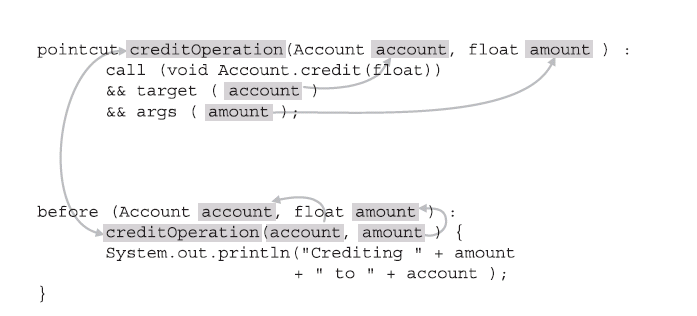 pointcut creditOperation(Account account, float amount ) :
call (void Account.credit(float))
&& target ( account )
&& args ( amount );
before (Account account, float amount ) :
creditOperation(account, amount ) {
System.out.println("Crediting " + amount
+ " to " + account );
}